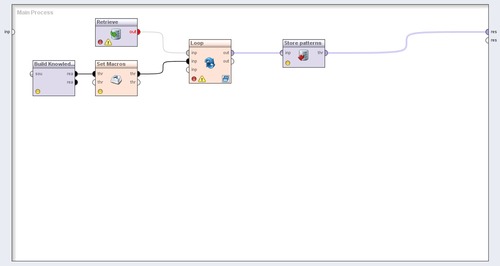 Main Process
Retrieve
out
inp
res
res
Loop
inp
out
inp
out
inp
Store patterns
inp
thr
Build Knowled...
res
res
Set Macros
thr
thr
thr
thr